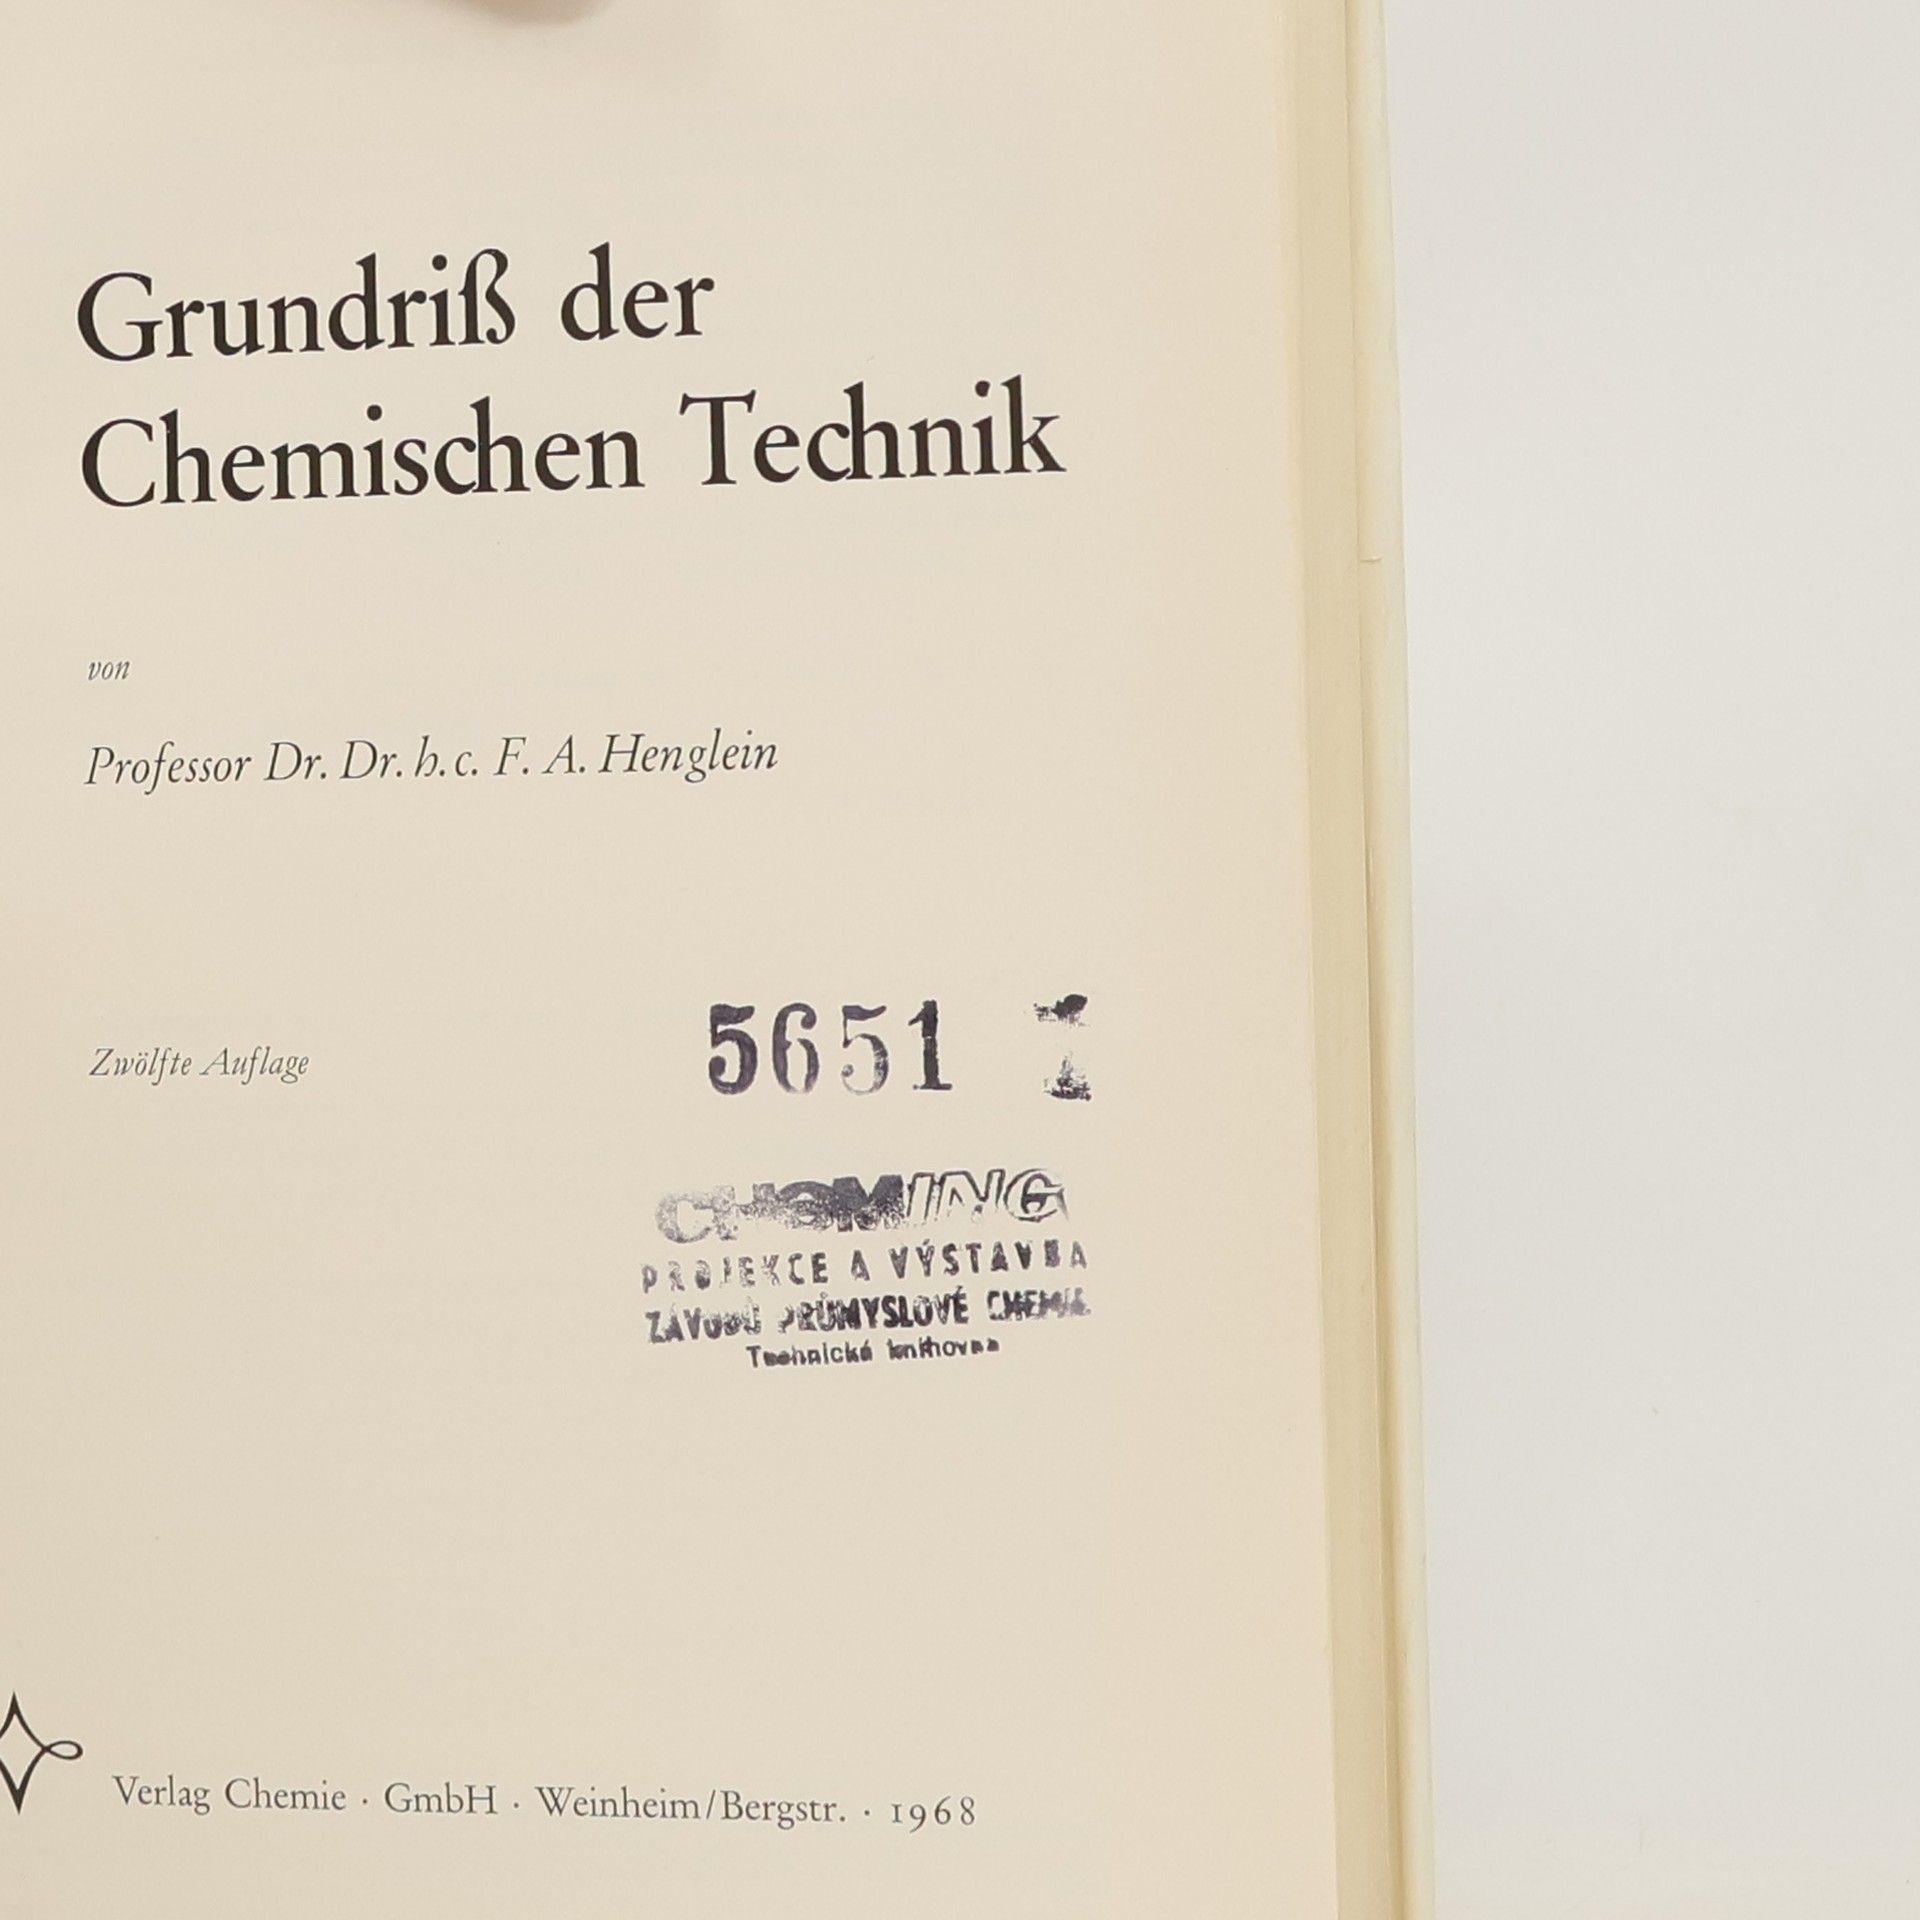 Grundriß der
Chemischen Technik
von
Professor Dr. Dr. h. c. F. A. Henglein
Zwölfte Auflage
5651
CHEMING
PROJEKCE A VÝSTAVBA
ZÁVODŮ PRŮMYSLOVÉ CHEMIE
Technická knihovna
Verlag Chemie · GmbH · Weinheim/Bergstr. · 1968